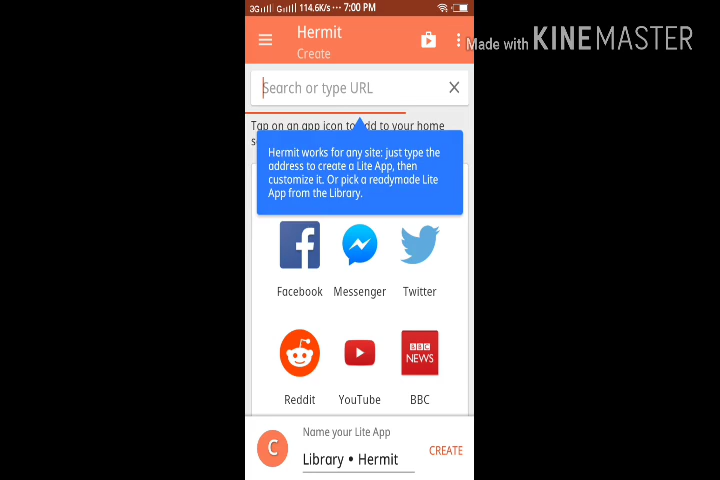 3G G 114.6K/s ••• 7:00 PM
Hermit
Create
Made with KINEMASTER
Search or type URL
Tap on an app icon to add to your home
Hermit works for any site: just type the
address to create a Lite App, then
customize it. Or pick a readymade Lite
App from the Library.
Facebook Messenger Twitter
BBC
NEWS
Reddit YouTube BBC
Name your Lite App
C
Library • Hermit
CREATE